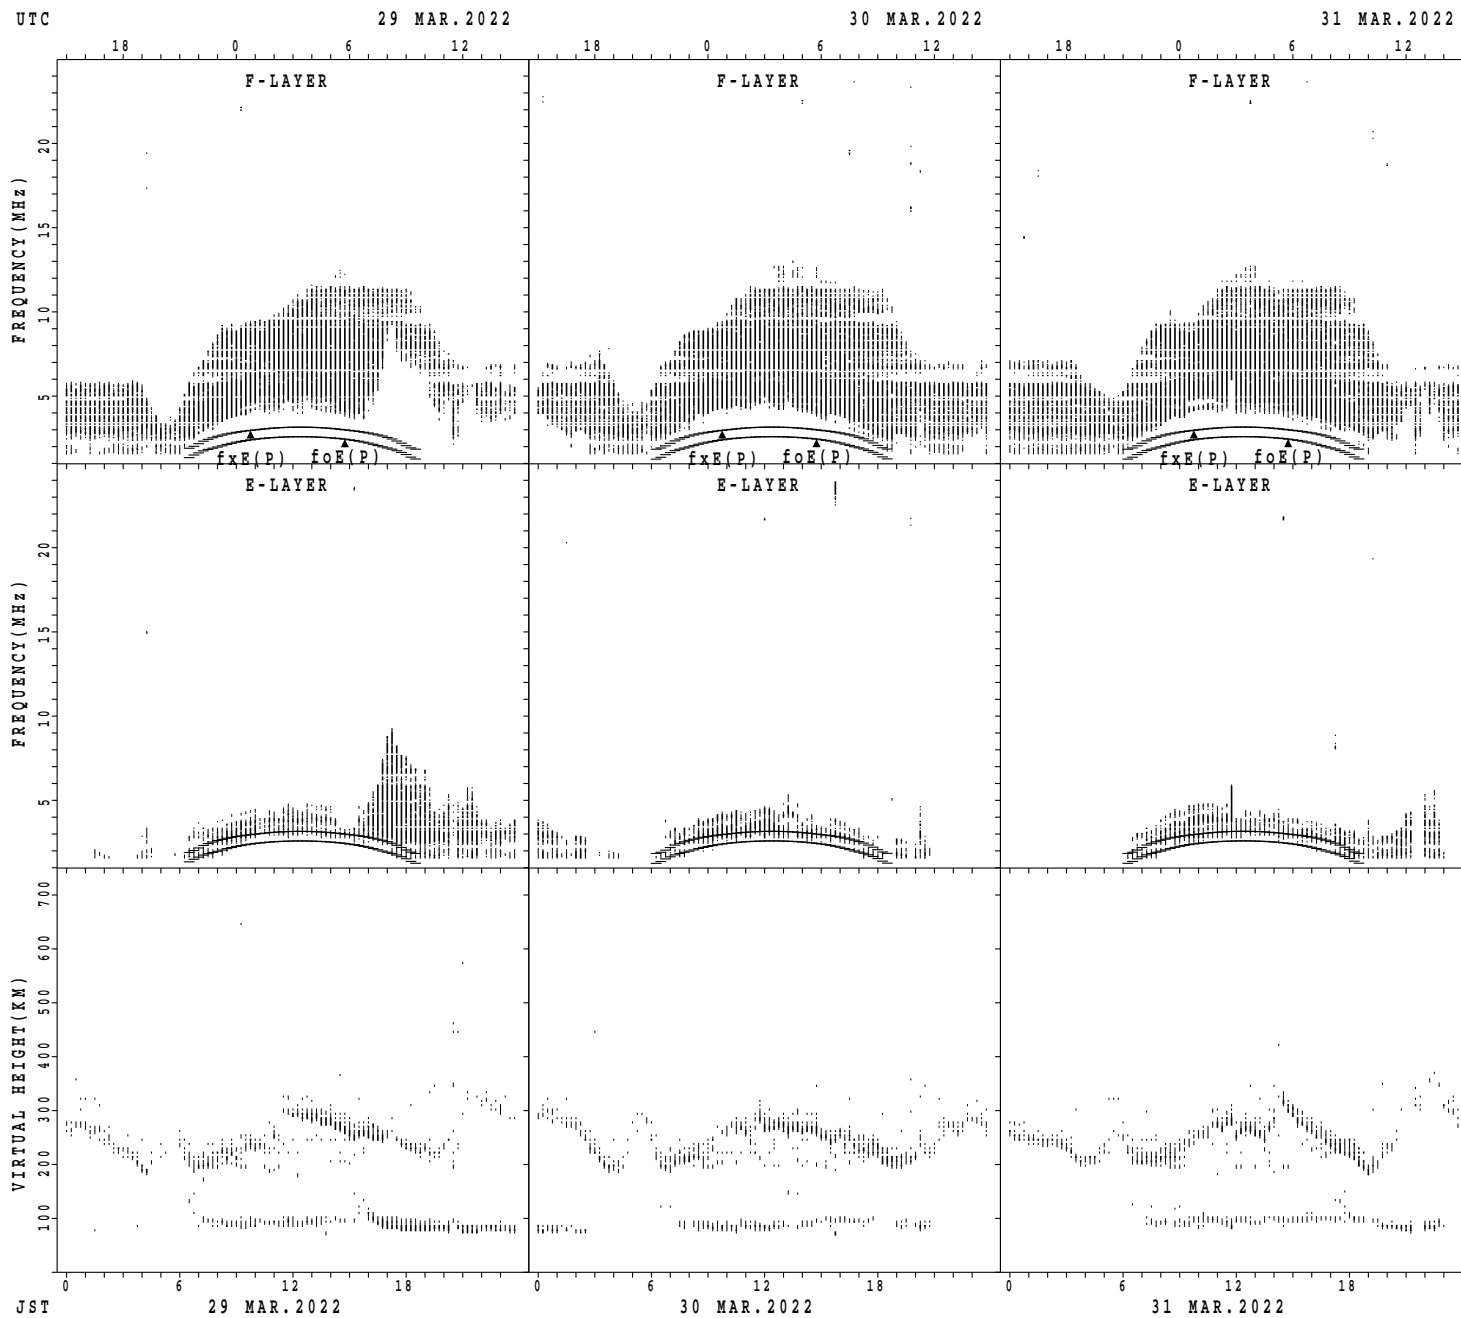 UTC 29 MAR.2022 30 MAR.2022 31 MAR.2022
18 0 6 12 18 0 6 12 18 0 6 12
F-LAYER F-LAYER F-LAYER
FREQUENCY(MHz)
20
15
10
5
fxE(P) foE(P) fxE(P) foE(P) fxE(P) foE(P)
E-LAYER E-LAYER E-LAYER
FREQUENCY(MHz)
20
15
10
5
VIRTUAL HEIGHT(KM)
700
600
500
400
300
200
100
0 6 12 18 0 6 12 18 0 6 12 18
JST 29 MAR.2022 30 MAR.2022 31 MAR.2022